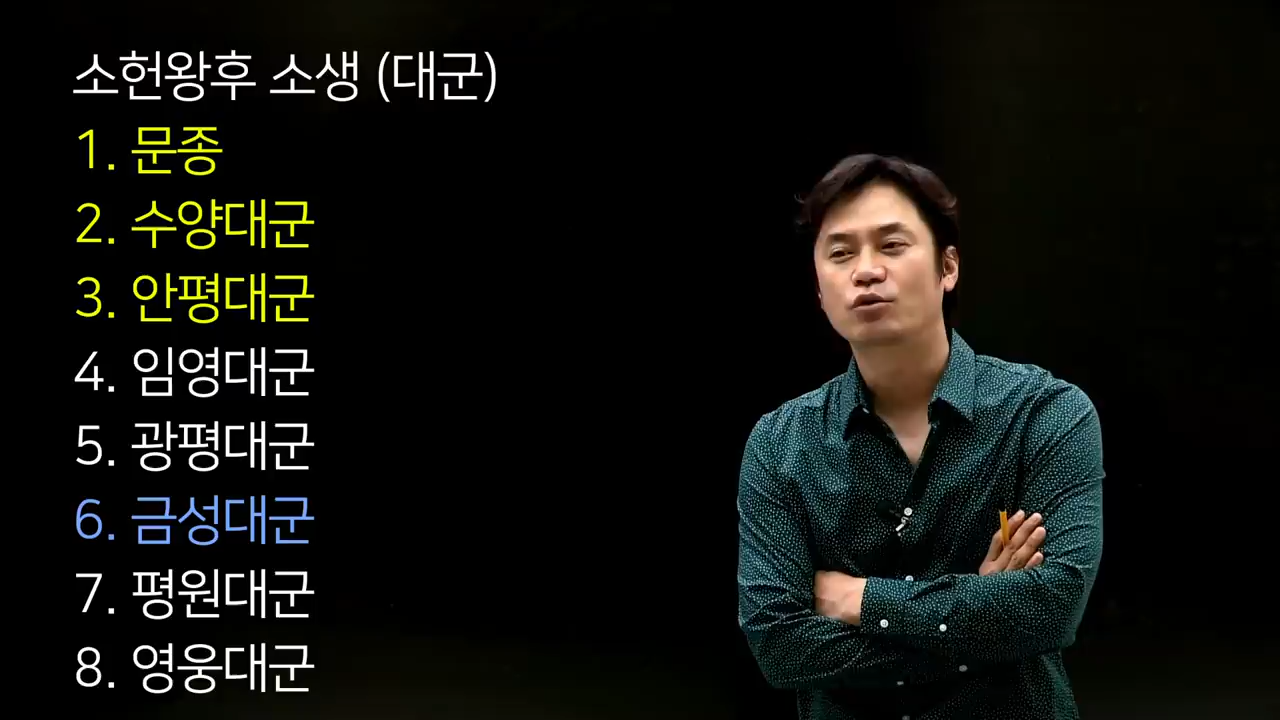 소헌왕후 소생 (대군)
1. 문종
2. 수양대군
3. 안평대군
4. 임영대군
5. 광평대군
6. 금성대군
7. 평원대군
8. 영웅대군